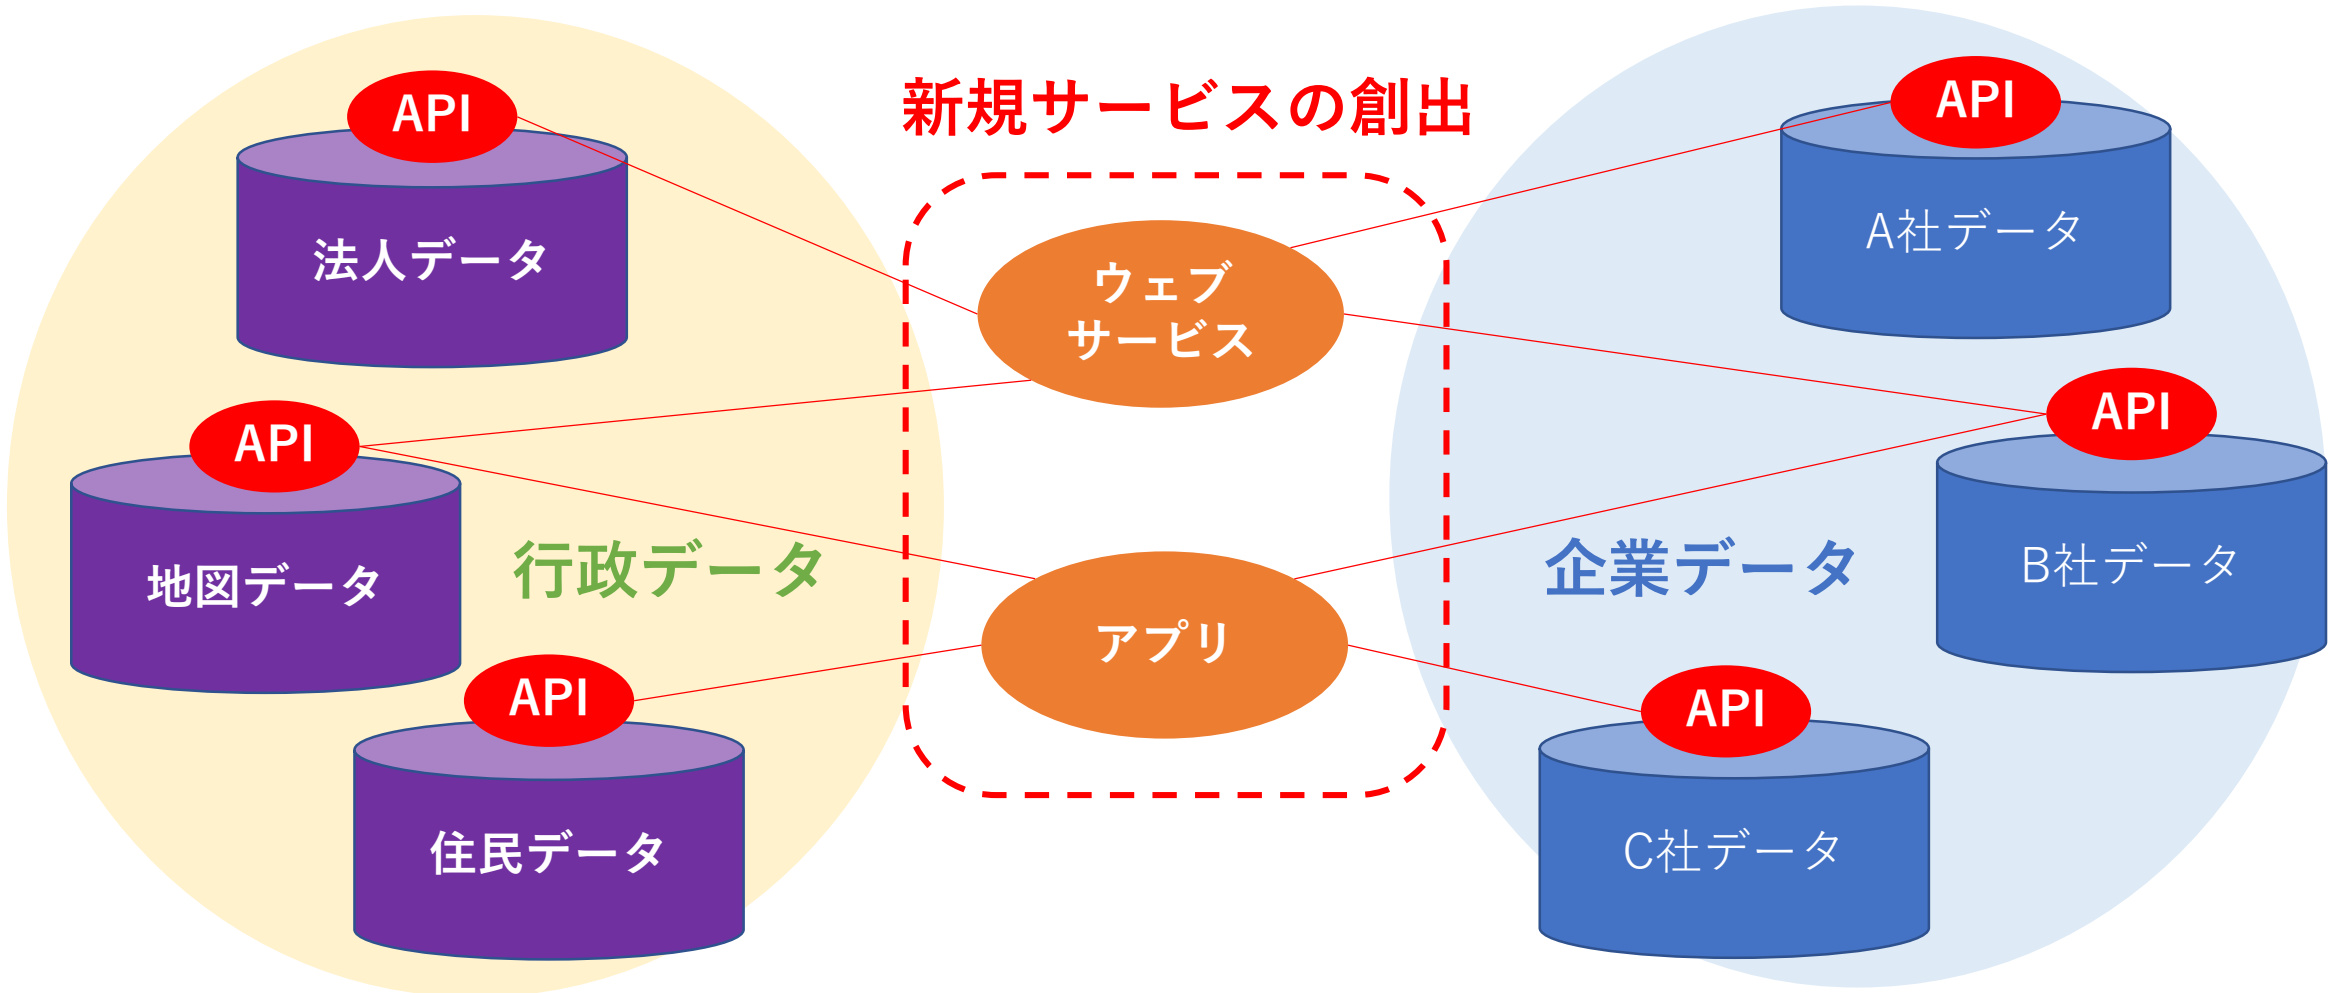 新規サービスの創出
API
法人データ
API
地図データ
行政データ
API
住民データ
ウェブ
サービス
アプリ
API
A社データ
API
B社データ
企業データ
API
C社データ